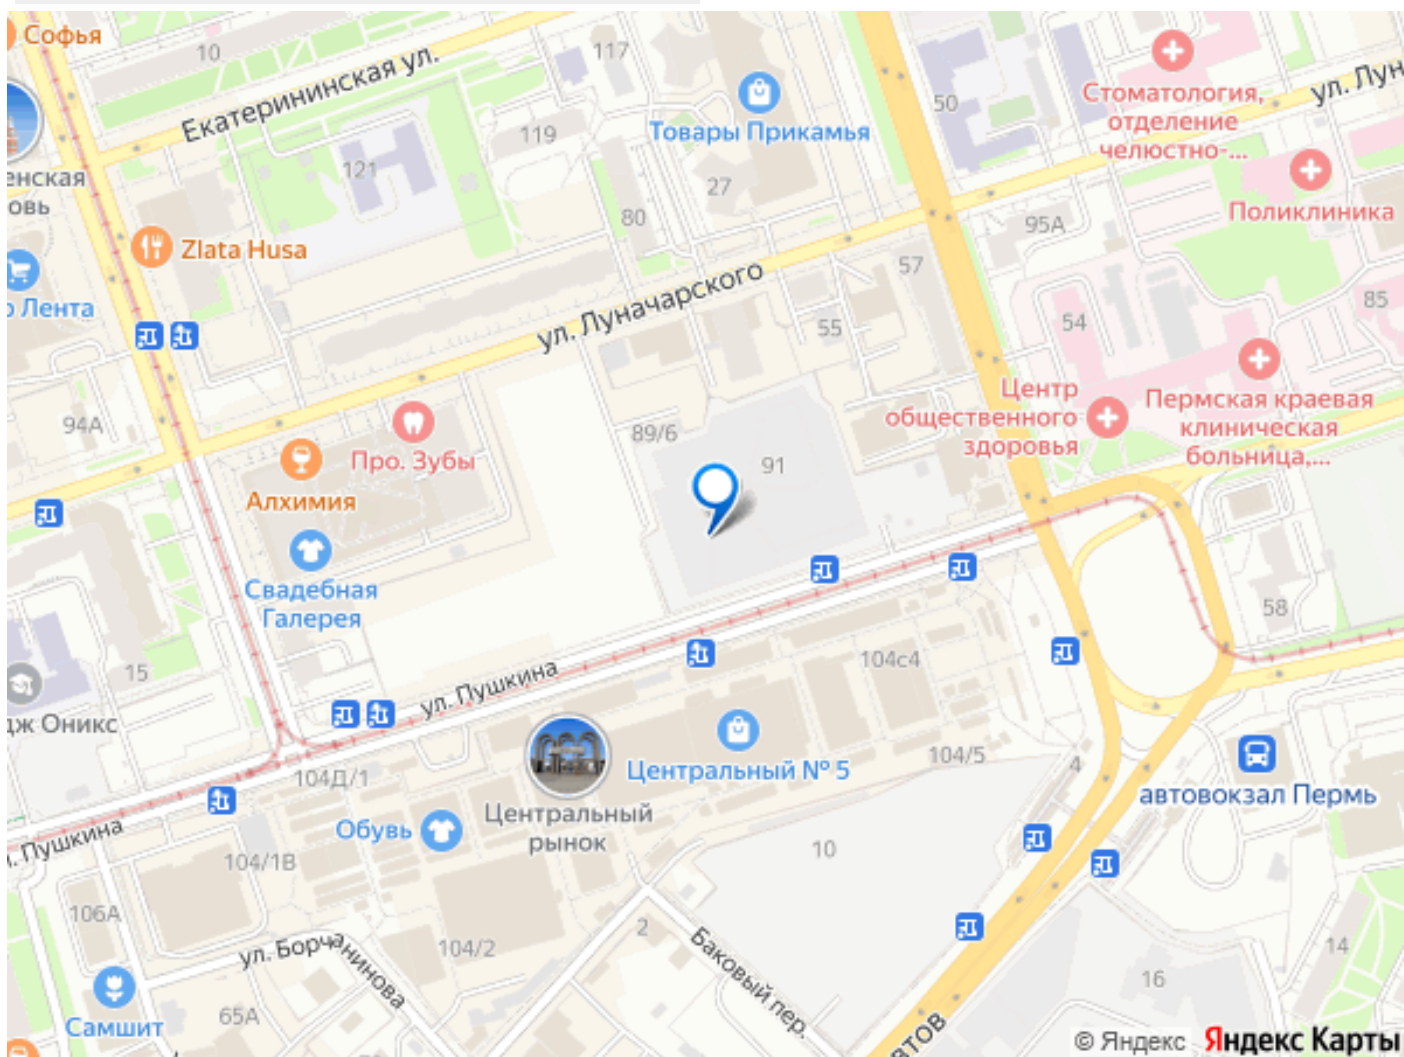 Софья
10
Екатерининская ул.
117
119
121
Товары Прикамья
27
80
50
Стоматология,
отделение
челюстно-...
ул. Лун
Поликлиника
95А
енская
овь
Zlata Husa
о Лента
ул. Луначарского
57
55
54
85
94А
Про. Зубы
Алхимия
89/6
91
Центр
общественного
здоровья
Пермская краевая
клиническая
больница,...
Свадебная
Галерея
58
15
дж Оникс
ул. Пушкина
104с4
Центральный № 5
104/5
4
автовокзал Пермь
104Д/1
Обувь
Центральный
рынок
. Пушкина
104/1В
10
106А
104/2
2
ул. Борчанинова
Баковый пер.
14
16
65А
Самшит
втов
© Яндекс Яндекс Карты